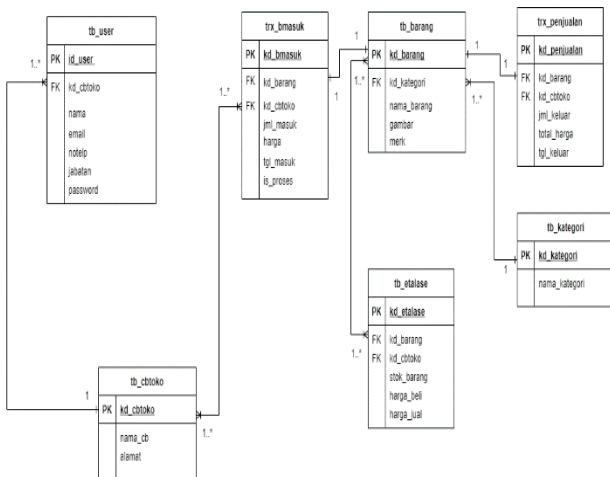 tb_user
PK id_user
FK kd_cbtoko
nama
email
notelp
jabatan
password
1..*
1
trx_bmasuk
PK kd_bmasuk
FK kd_barang
FK kd_cbtoko
jml_masuk
harga
tgl_masuk
is_proses
1..*
1
1
tb_barang
PK kd_barang
FK kd_kategori
nama_barang
gambar
merk
1..*
1..*
1
1
trx_penjualan
PK kd_penjualan
FK kd_barang
FK kd_cbtoko
jml_keluar
total_harga
tgl_keluar
tb_kategori
PK kd_kategori
nama_kategori
1
tb_etalase
PK kd_etalase
FK kd_barang
FK kd_cbtoko
stok_barang
harga_beli
harga_jual
1..*
tb_cbtoko
PK kd_cbtoko
nama_cb
alamat
1..*